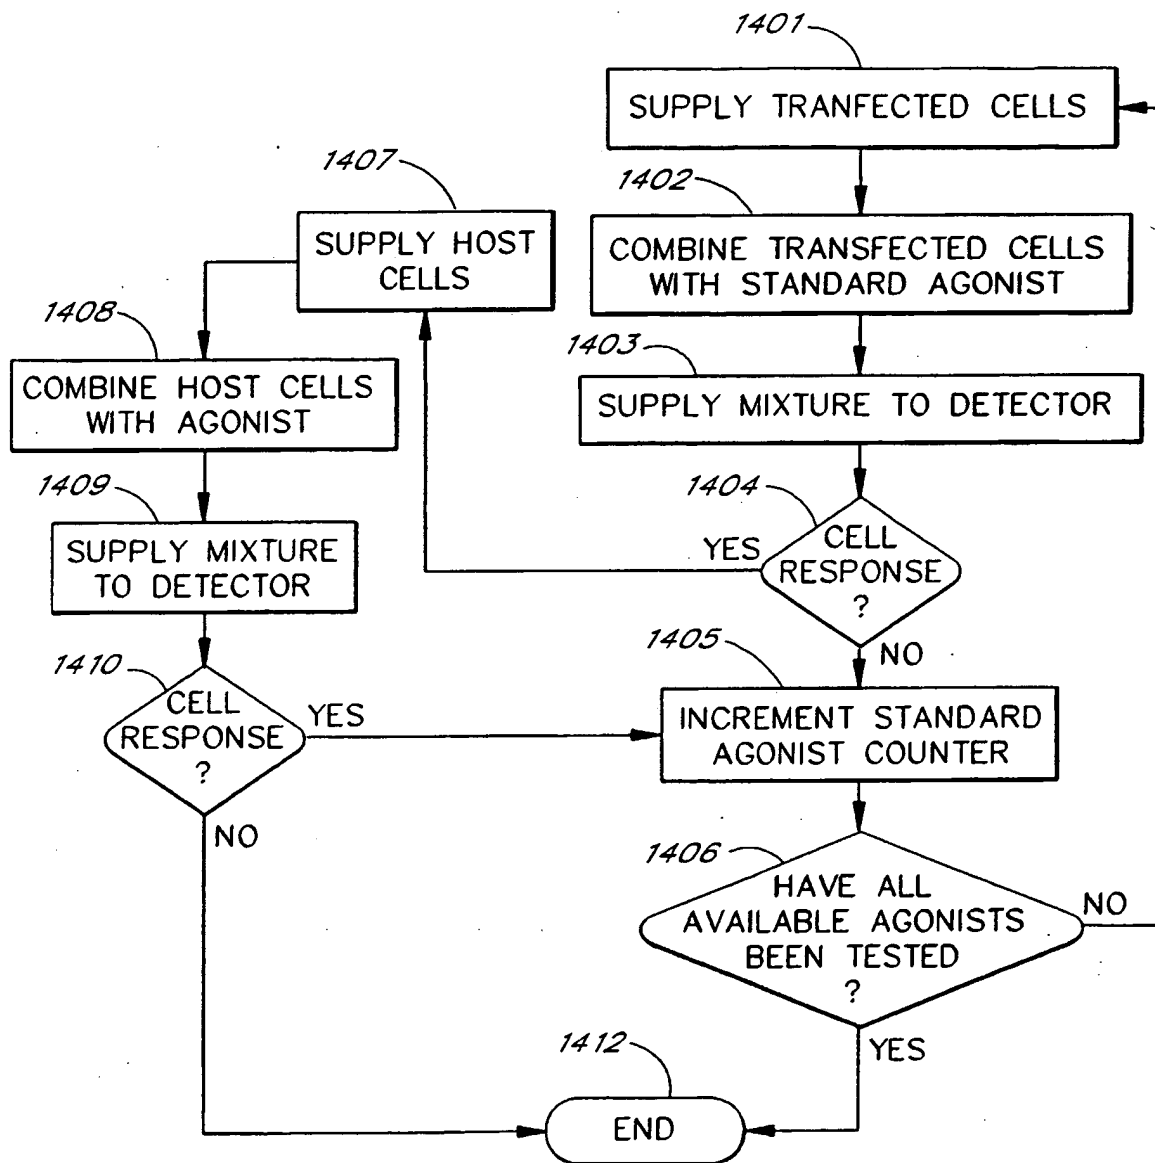 1401
SUPPLY TRANFECTED CELLS
1402
COMBINE TRANSFECTED CELLS
WITH STANDARD AGONIST
1403
SUPPLY MIXTURE TO DETECTOR
1404
CELL
RESPONSE
?
YES
NO
1407
SUPPLY HOST
CELLS
1408
COMBINE HOST CELLS
WITH AGONIST
1409
SUPPLY MIXTURE
TO DETECTOR
1410
CELL
RESPONSE
?
YES
NO
1405
INCREMENT STANDARD
AGONIST COUNTER
1406
HAVE ALL
AVAILABLE AGONISTS
BEEN TESTED
?
NO
YES
1412
END